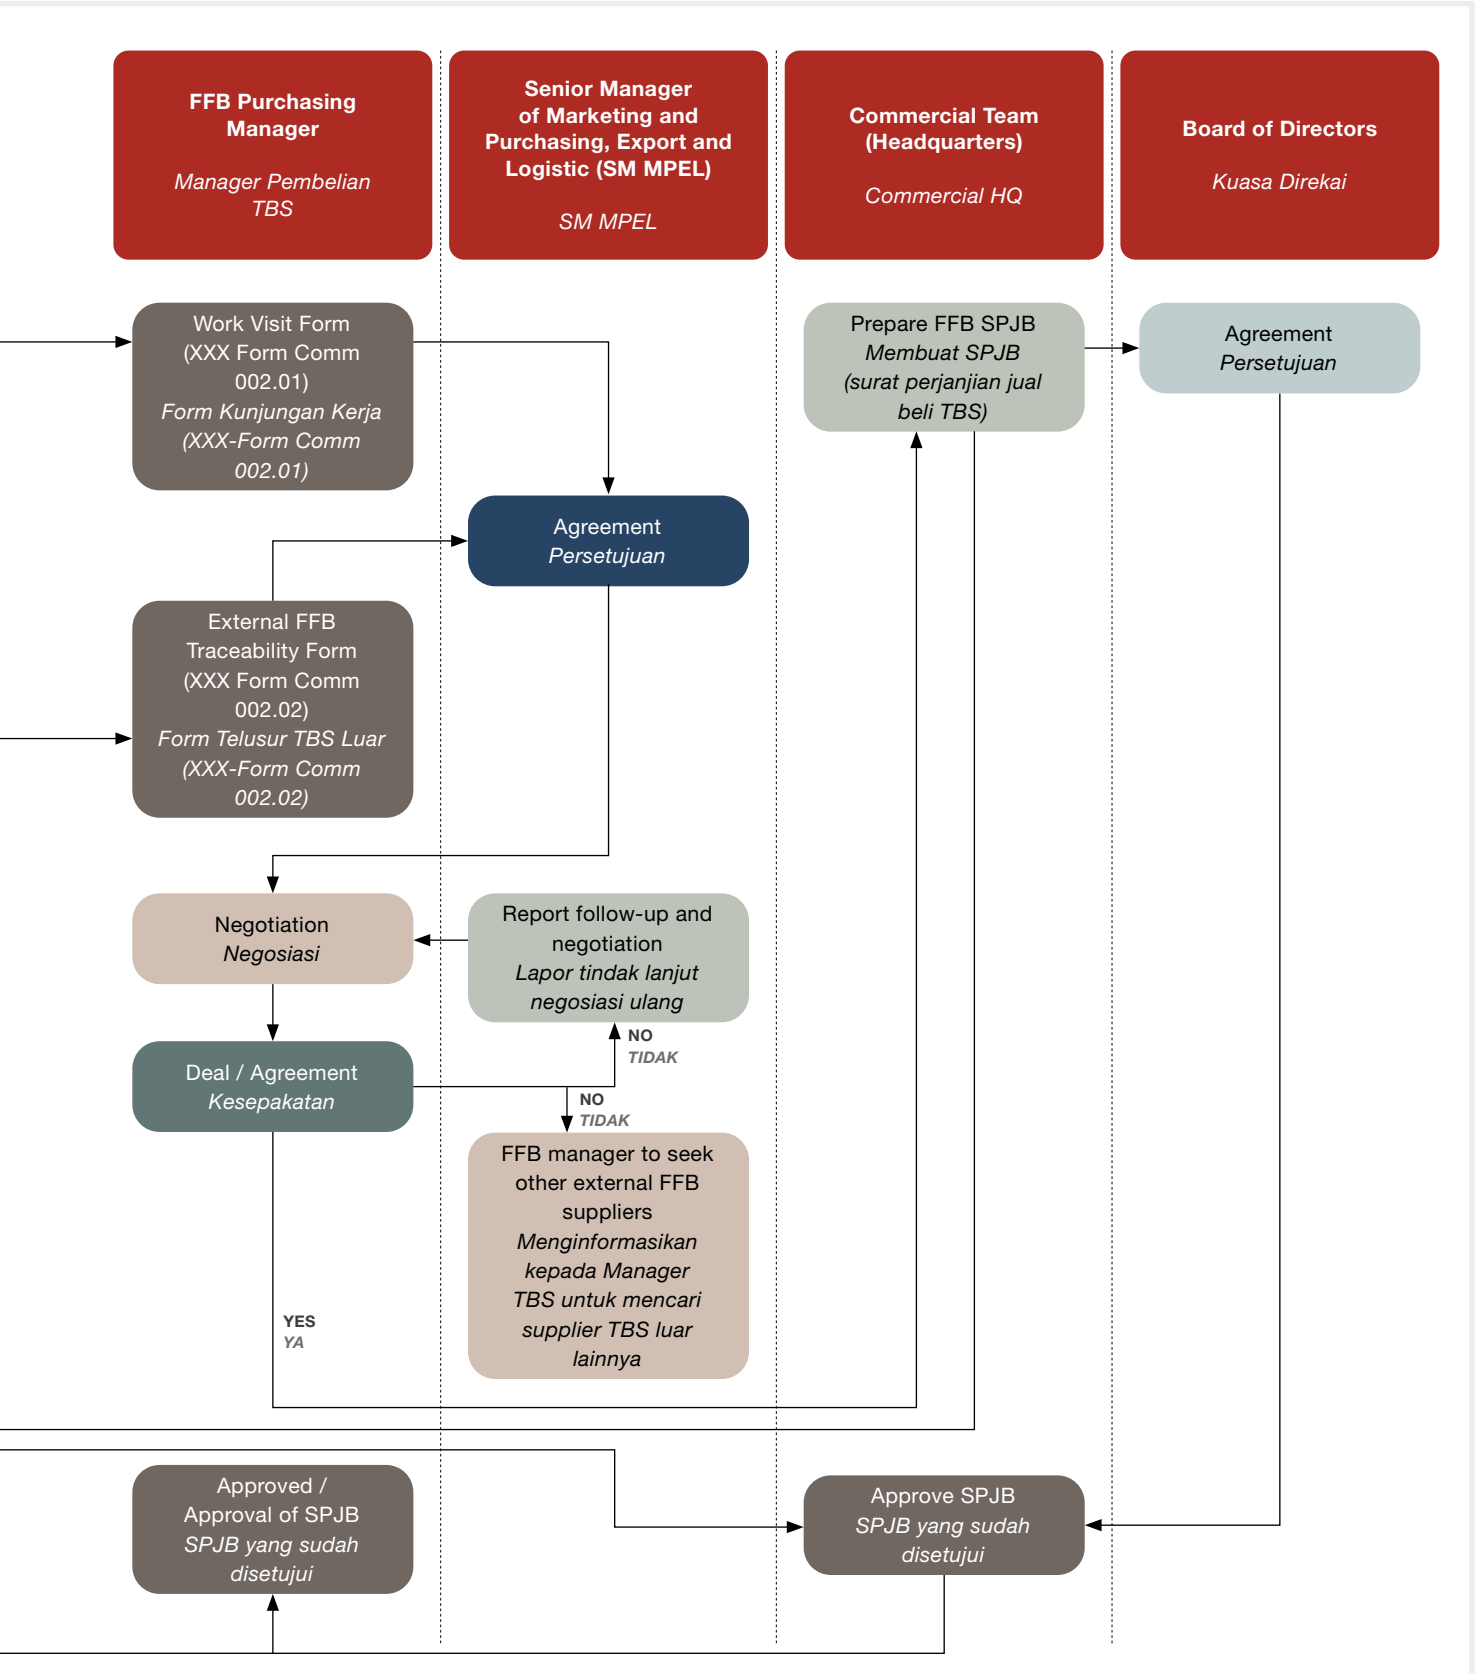 FFB Purchasing
Manager
Manager Pembelian
TBS
Senior Manager
of Marketing and
Purchasing, Export and
Logistic (SM MPEL)
SM MPEL
Commercial Team
(Headquarters)
Commercial HQ
Board of Directors
Kuasa Direkai
Work Visit Form
(XXX Form Comm
002.01)
Form Kunjungan Kerja
(XXX-Form Comm
002.01)
Prepare FFB SPJB
Membuat SPJB
(surat perjanjian jual
beli TBS)
Agreement
Persetujuan
Agreement
Persetujuan
External FFB
Traceability Form
(XXX Form Comm
002.02)
Form Telusur TBS Luar
(XXX-Form Comm
002.02)
Negotiation
Negosiasi
Report follow-up and
negotiation
Lapor tindak lanjut
negosiasi ulang
NO
TIDAK
Deal / Agreement
Kesepakatan
NO
TIDAK
FFB manager to seek
other external FFB
suppliers
Menginformasikan
kepada Manager
TBS untuk mencari
supplier TBS luar
lainnya
YES
YA
Approved /
Approval of SPJB
SPJB yang sudah
disetujui
Approve SPJB
SPJB yang sudah
disetujui